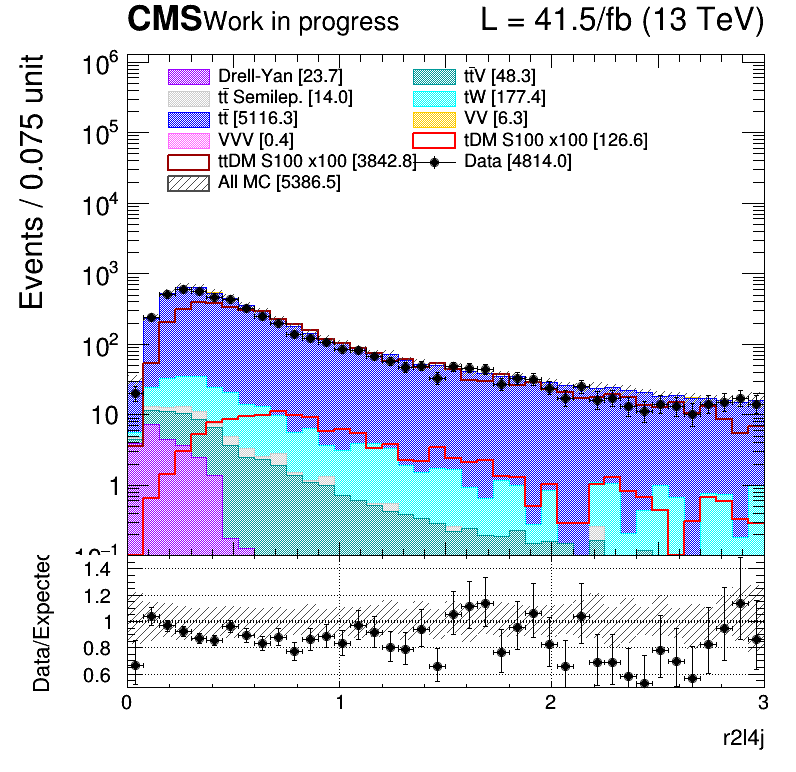 CMS Work in progress L = 41.5/fb (13 TeV)
Events / 0.075 unit
10⁶
10⁵
10⁴
10³
10²
10
1
10⁻¹
Drell-Yan [23.7]
tt̄V [48.3]
tt̄ Semilep. [14.0]
tW [177.4]
tt̄ [5116.3]
VV [6.3]
VVV [0.4]
tDM S100 x100 [126.6]
ttDM S100 x100 [3842.8]
Data [4814.0]
All MC [5386.5]
Data/Expected
1.4
1.2
1
0.8
0.6
0 1 2 3
r2l4j